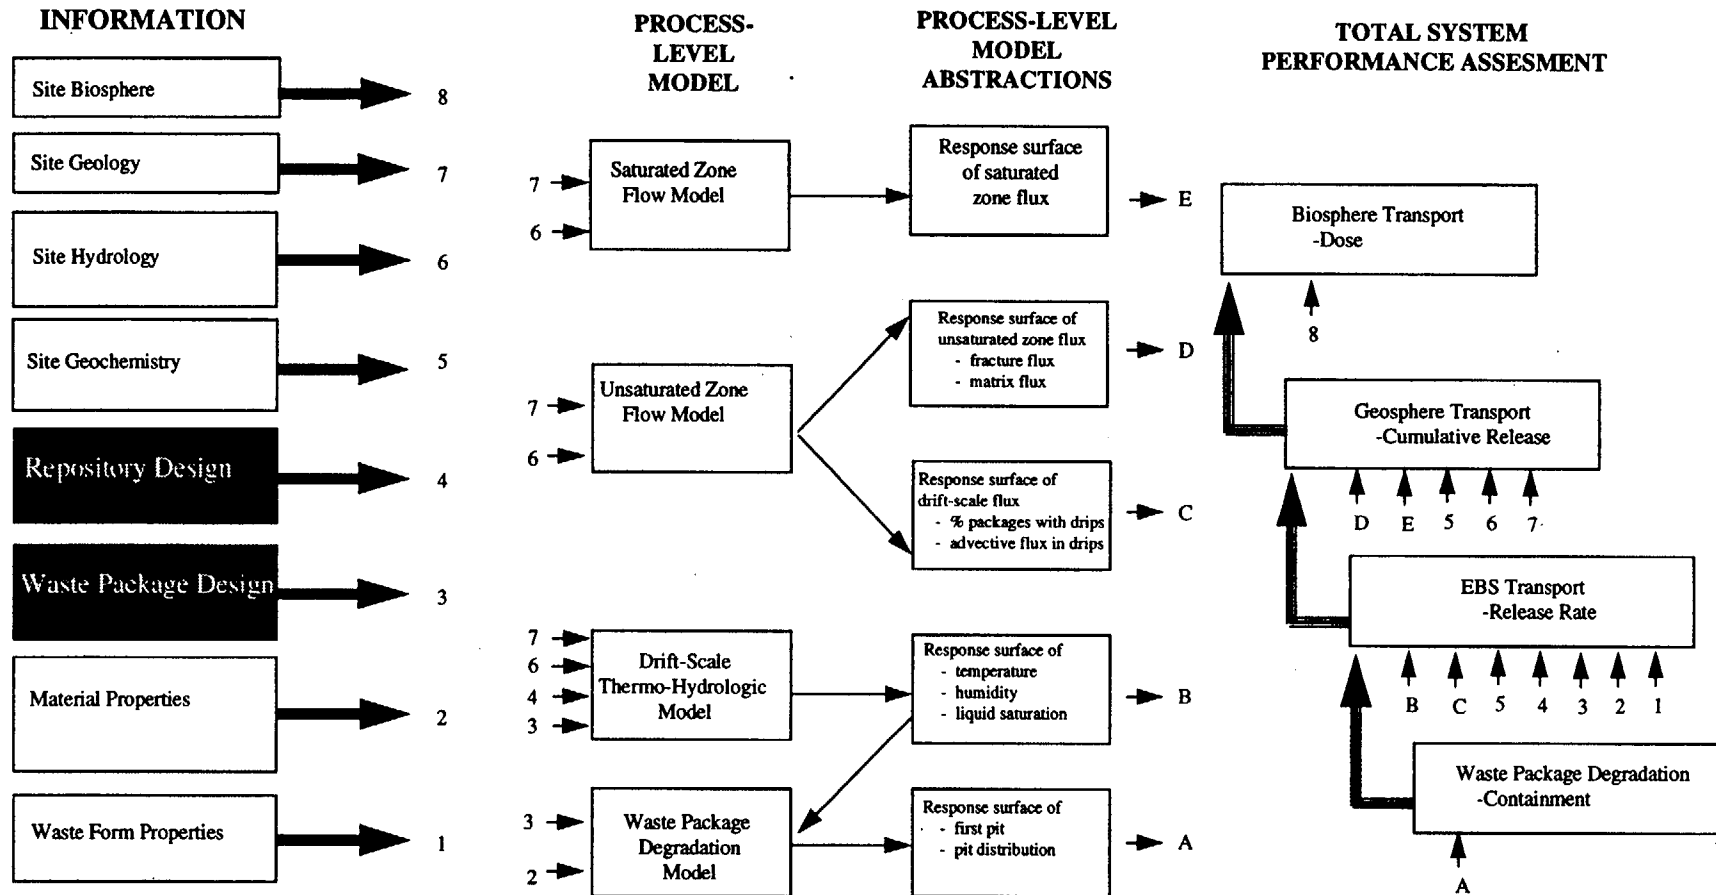 INFORMATION
Site Biosphere
8
Site Geology
7
Site Hydrology
6
Site Geochemistry
5
Repository Design
4
Waste Package Design
3
Material Properties
2
Waste Form Properties
1
PROCESS-
LEVEL
MODEL
7
6
Saturated Zone
Flow Model
7
6
Unsaturated Zone
Flow Model
7
6
4
3
Drift-Scale
Thermo-Hydrologic
Model
3
2
Waste Package
Degradation
Model
PROCESS-LEVEL
MODEL
ABSTRACTIONS
Response surface
of saturated
zone flux
E
Response surface of
unsaturated zone flux
- fracture flux
- matrix flux
D
Response surface of
drift-scale flux
- % packages with drips
- advective flux in drips
C
Response surface of
- temperature
- humidity
- liquid saturation
B
Response surface of
- first pit
- pit distribution
A
TOTAL SYSTEM
PERFORMANCE ASSESMENT
Biosphere Transport
-Dose
8
Geosphere Transport
-Cumulative Release
D E 5 6 7
EBS Transport
-Release Rate
B C 5 4 3 2 1
Waste Package Degradation
-Containment
A